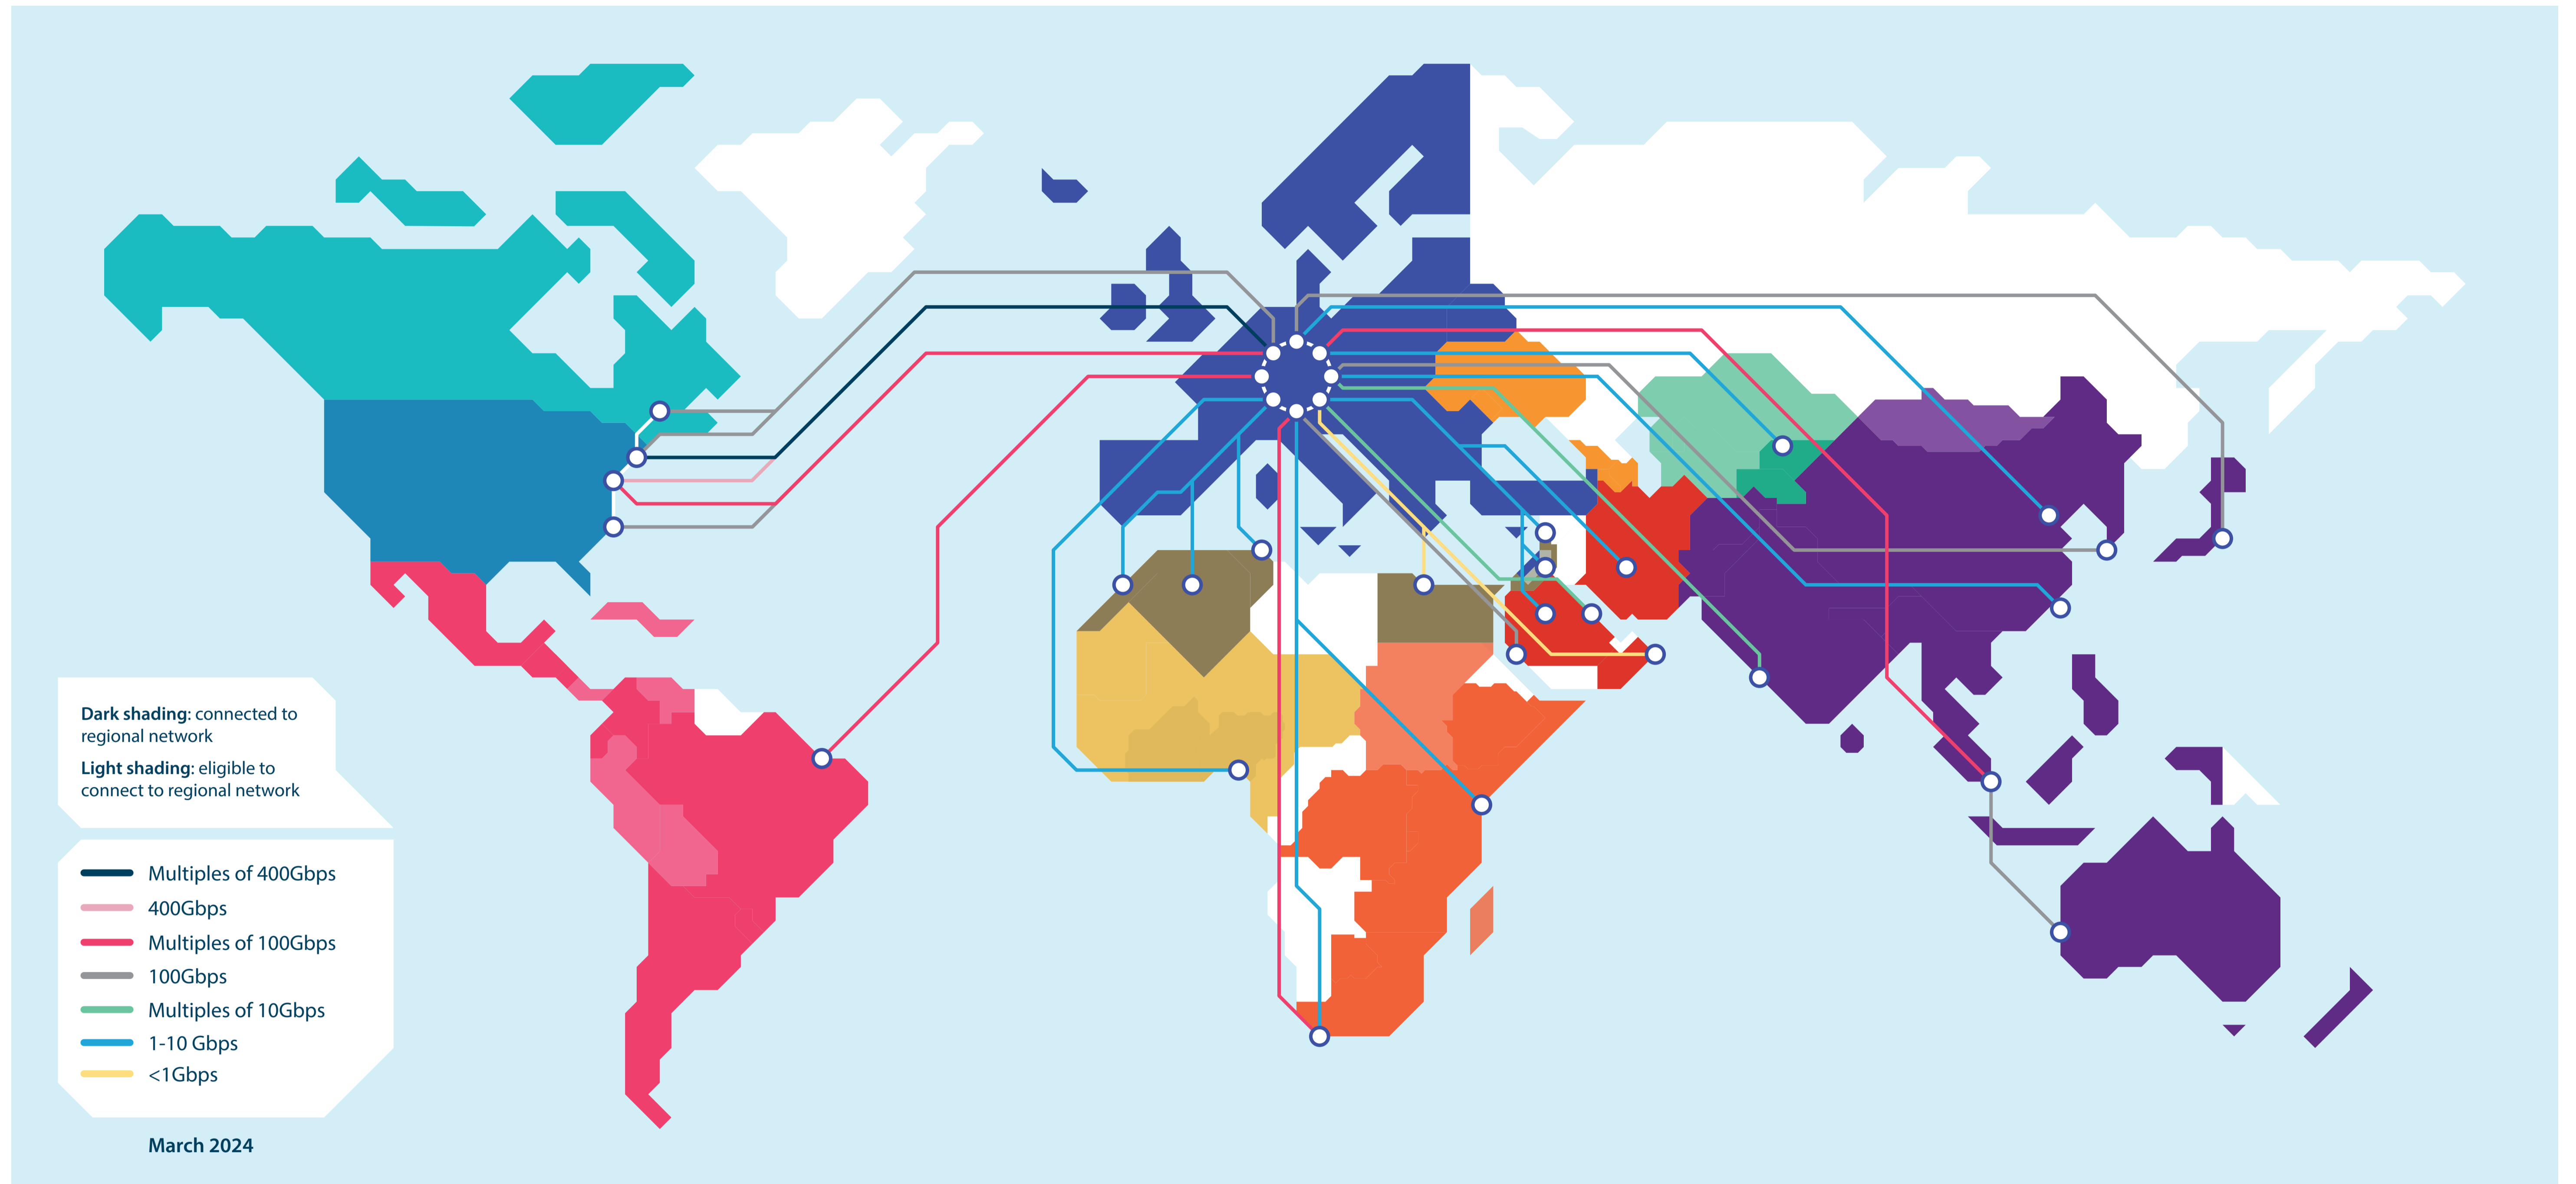 Dark shading: connected to
regional network
Light shading: eligible to
connect to regional network
Multiples of 400Gbps
400Gbps
Multiples of 100Gbps
100Gbps
Multiples of 10Gbps
1-10 Gbps
<1Gbps
March 2024